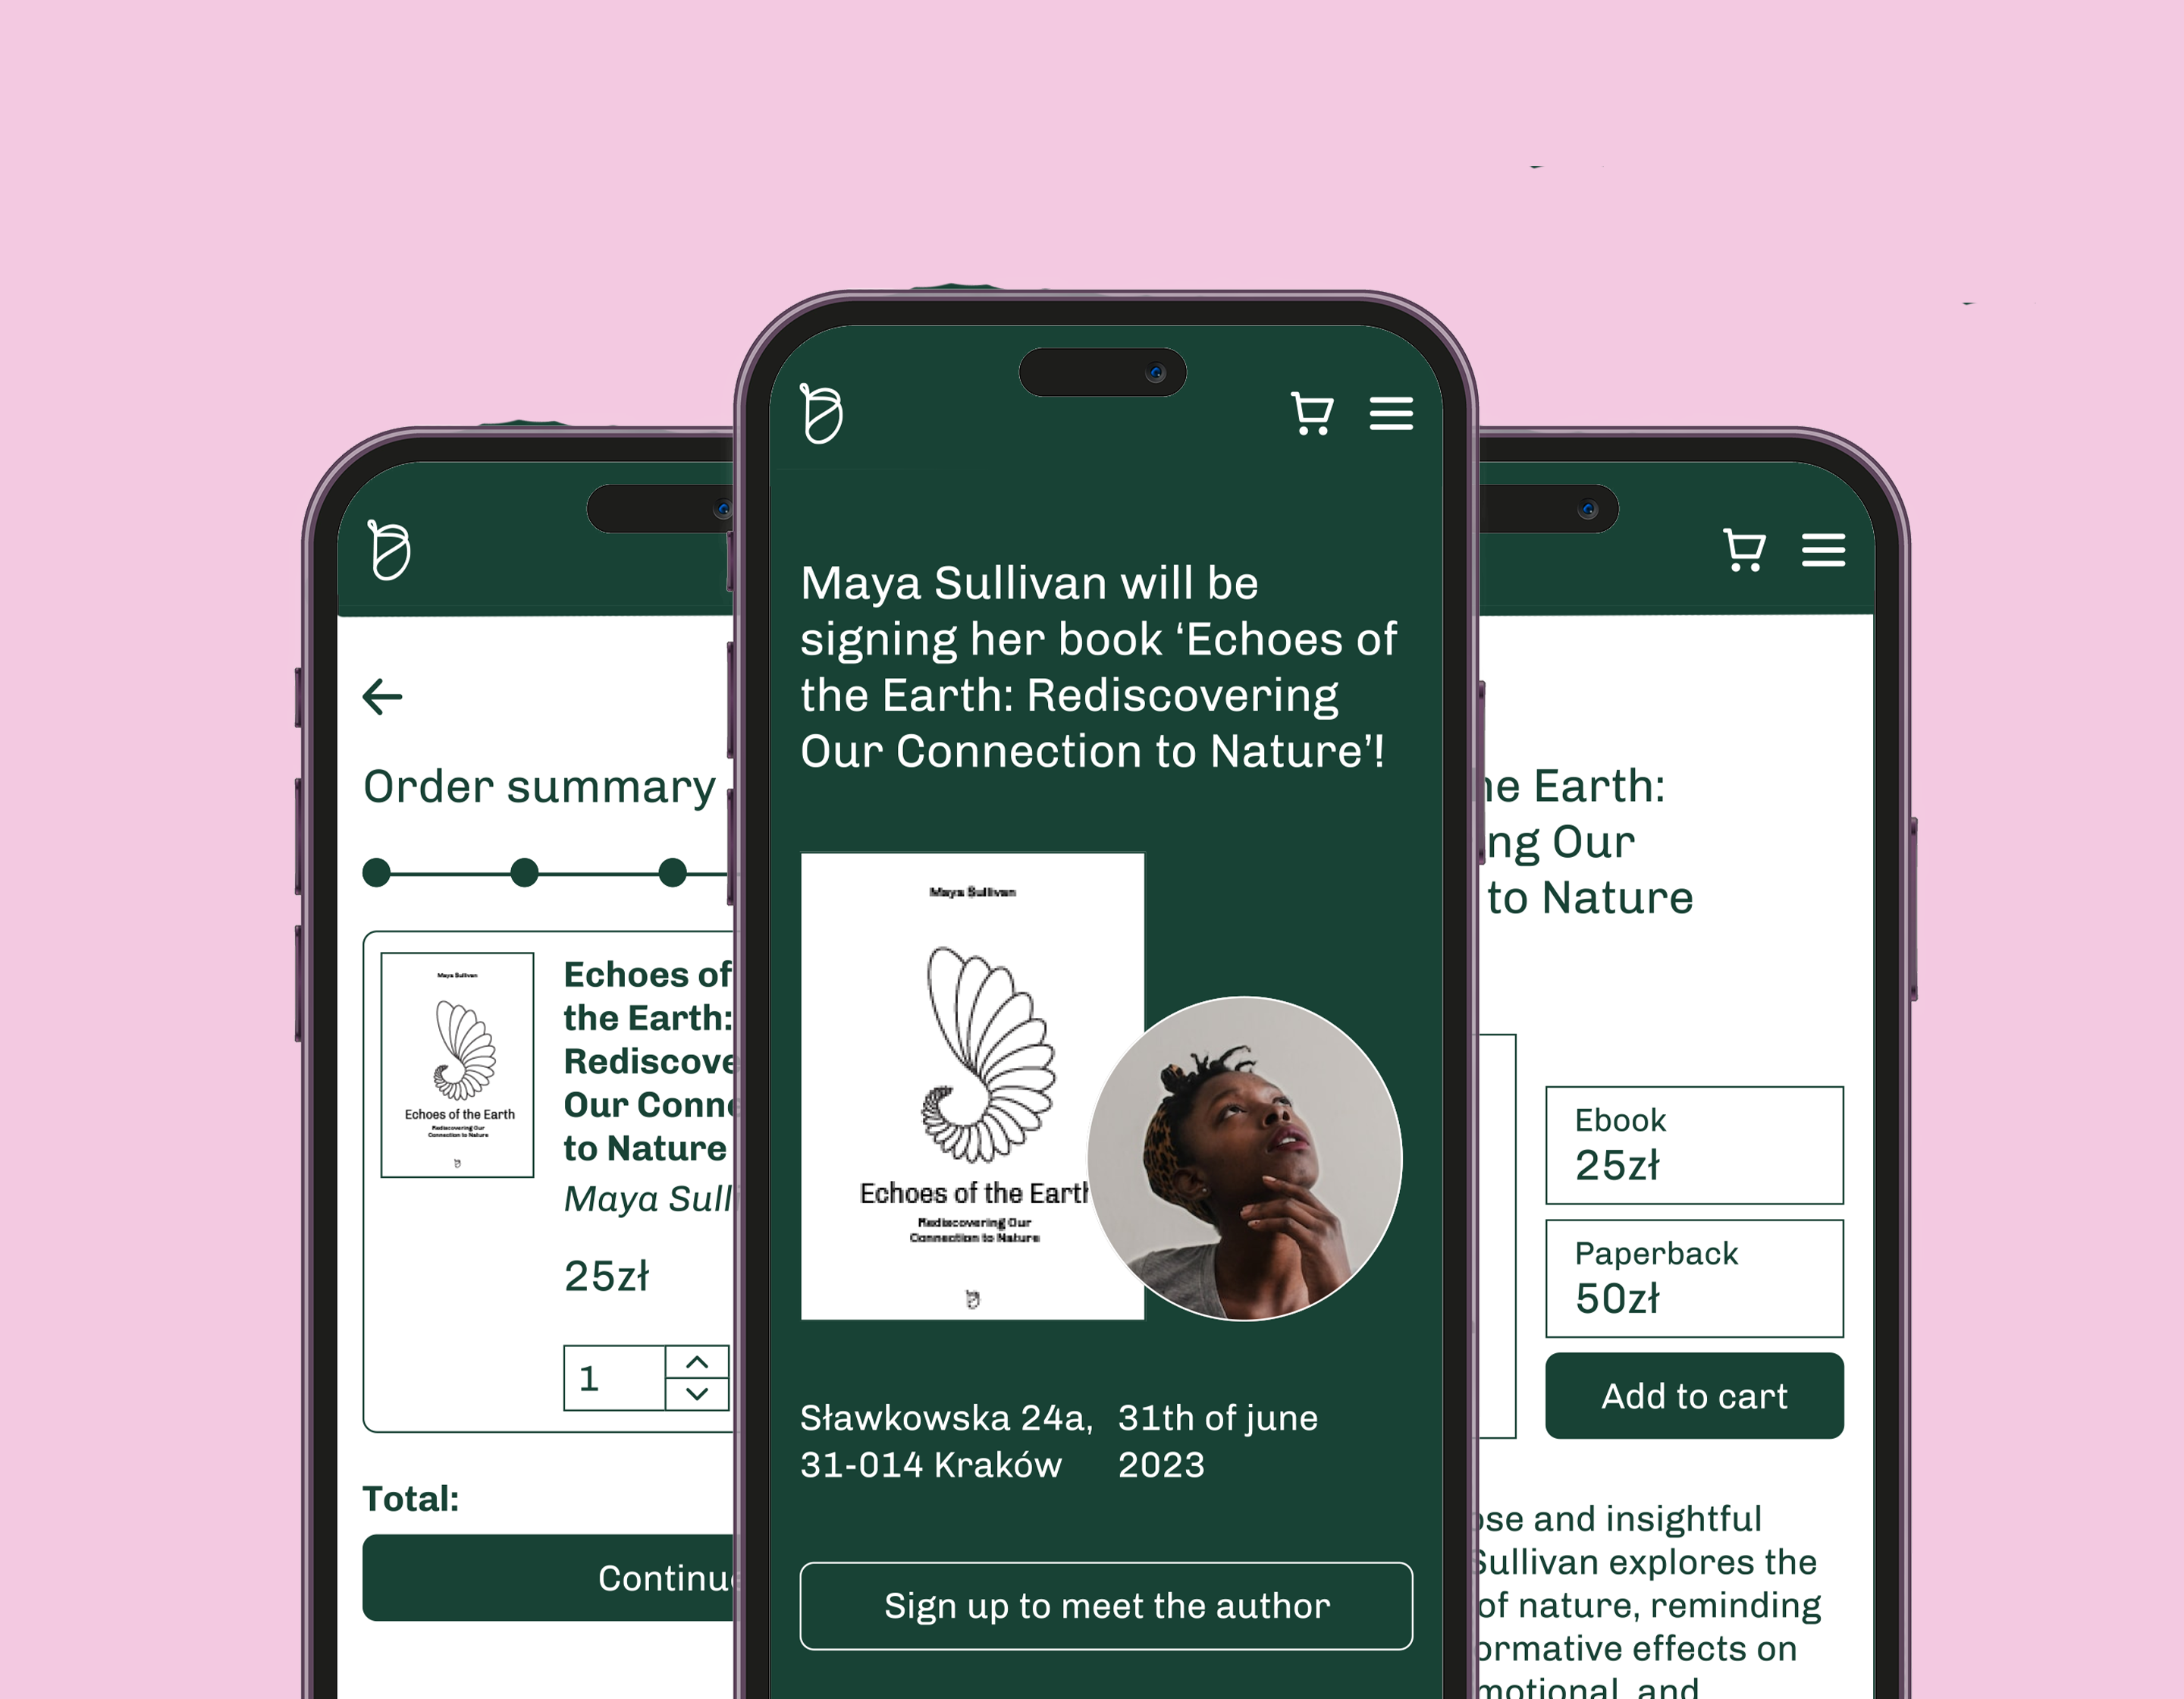 Order summary
Maya Sullivan
Echoes of the Earth
Rediscovering Our
Connection to Nature
Echoes of
the Earth:
Rediscove
Our Conn
to Nature
Maya Sull
25zł
1
Total:
Continu
Maya Sullivan will be
signing her book ‘Echoes of
the Earth: Rediscovering
Our Connection to Nature’!
Maya Sullivan
Echoes of the Earth
Rediscovering Our
Connection to Nature
Sławkowska 24a,
31-014 Kraków
31th of june
2023
Sign up to meet the author
e Earth:
ng Our
to Nature
Ebook
25zł
Paperback
50zł
Add to cart
se and insightful
Sullivan explores the
of nature, reminding
ormative effects on
motional, and